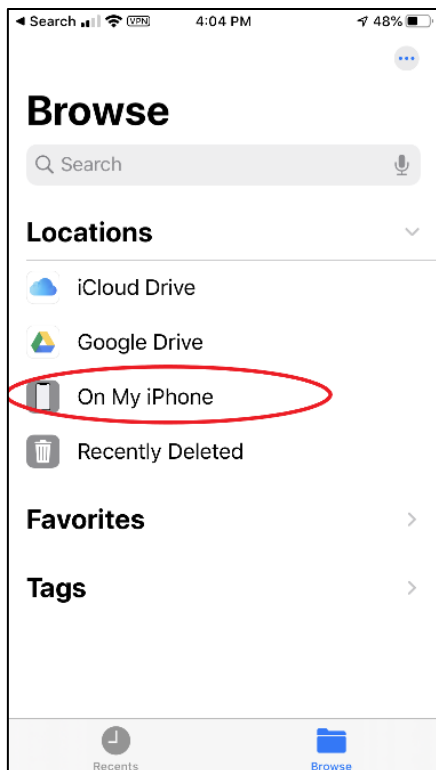 Search VPN 4:04 PM 48%
Browse
Search
Locations
iCloud Drive
Google Drive
On My iPhone
Recently Deleted
Favorites
Tags
Recents Browse